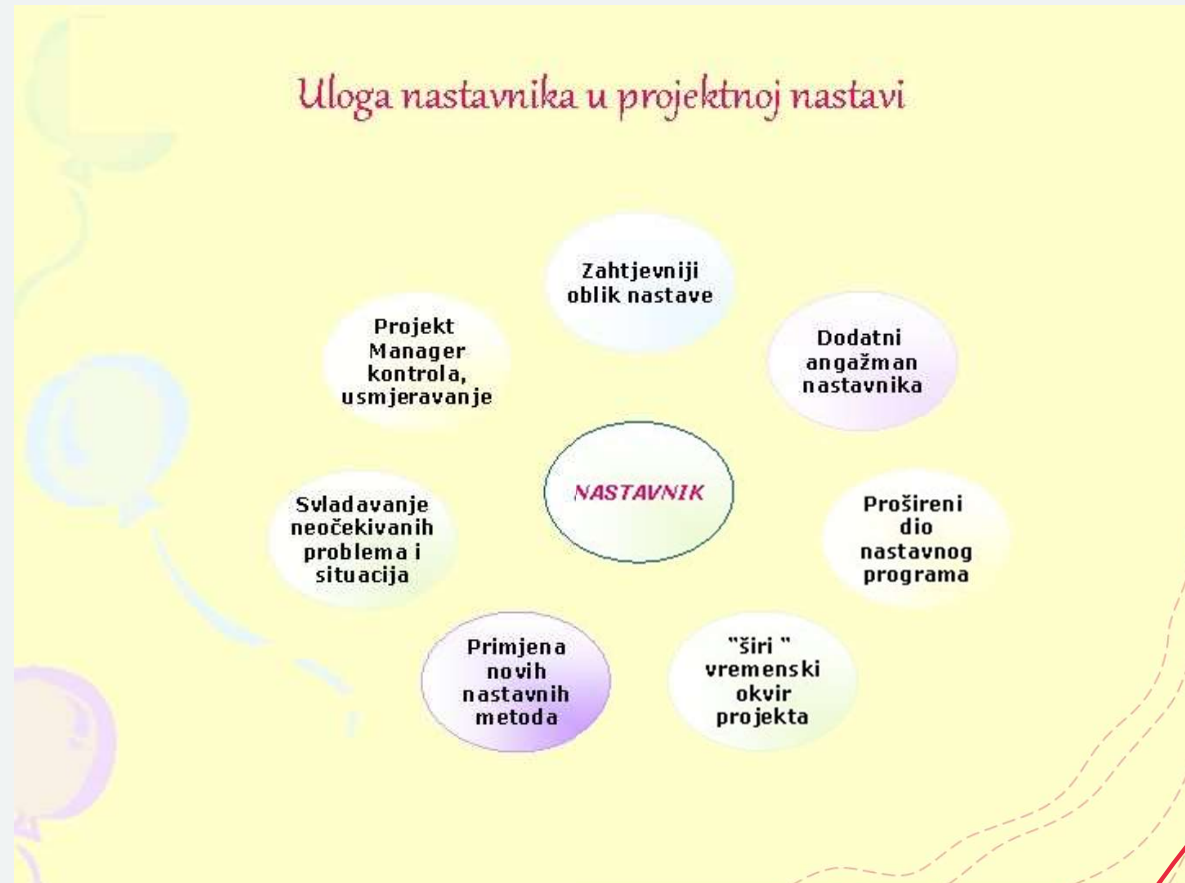 Uloga nastavnika u projektnoj nastavi
Zahtjevniji
oblik nastave
Dodatni
angažman
nastavnika
Prošireni
dio
nastavnog
programa
"širi "
vremenski
okvir
projekta
Primjena
novih
nastavnih
metoda
Svladavanje
neočekivanih
problema i
situacija
Projekt
Manager
kontrola,
usmjeravanje
NASTAVNIK